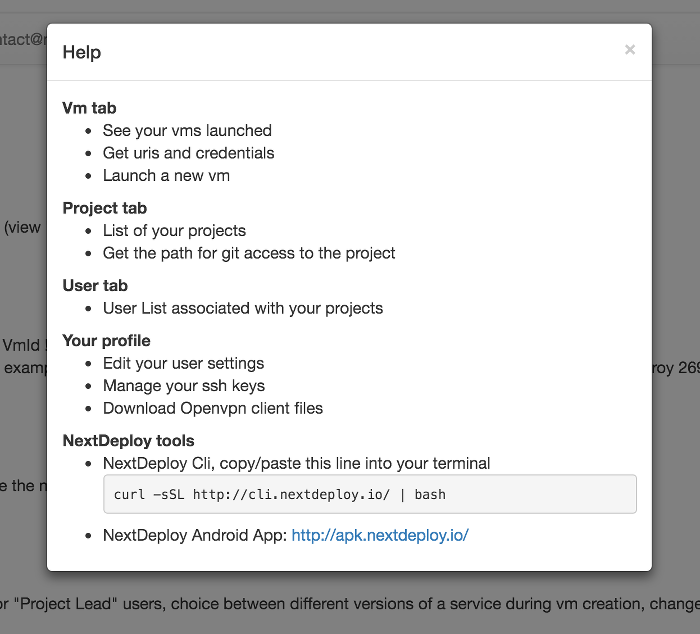 ntact@
Help
×
Vm tab
See your vms launched
Get uris and credentials
Launch a new vm
Project tab
List of your projects
(view
Get the path for git access to the project
User tab
User List associated with your projects
Your profile
VmId
Edit your user settings
examp
roy 269
Manage your ssh keys
Download Openvpn client files
NextDeploy tools
NextDeploy Cli, copy/paste this line into your terminal
e the
curl -sSL http://cli.nextdeploy.io/ | bash
NextDeploy Android App: http://apk.nextdeploy.io/
or "Project Lead" users, choice between different versions of a service during vm creation, change